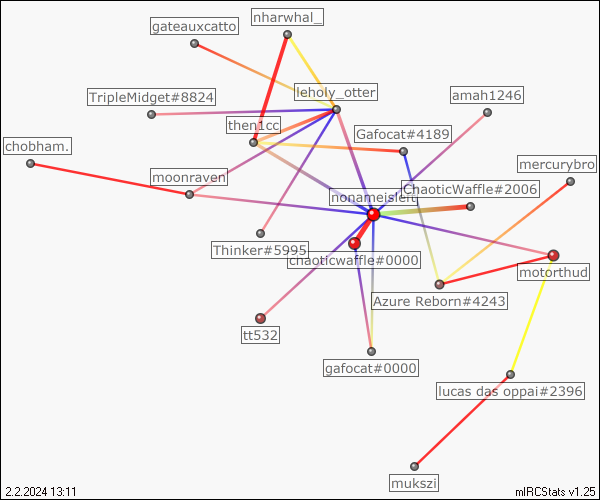 nharwhal_
gateauxcatto
leholy_otter
TripleMidget#8824
amah1246
then1cc
Gafocat#4189
chobham.
mercurybro
moonraven
ChaoticWaffle#2006
Thinker#5995
chaoticwaffle#0000
motorthud
Azure Reborn#4243
tt532
gafocat#0000
lucas das oppai#2396
mukszi
2.2.2024 13:11
mIRCStats v1.25